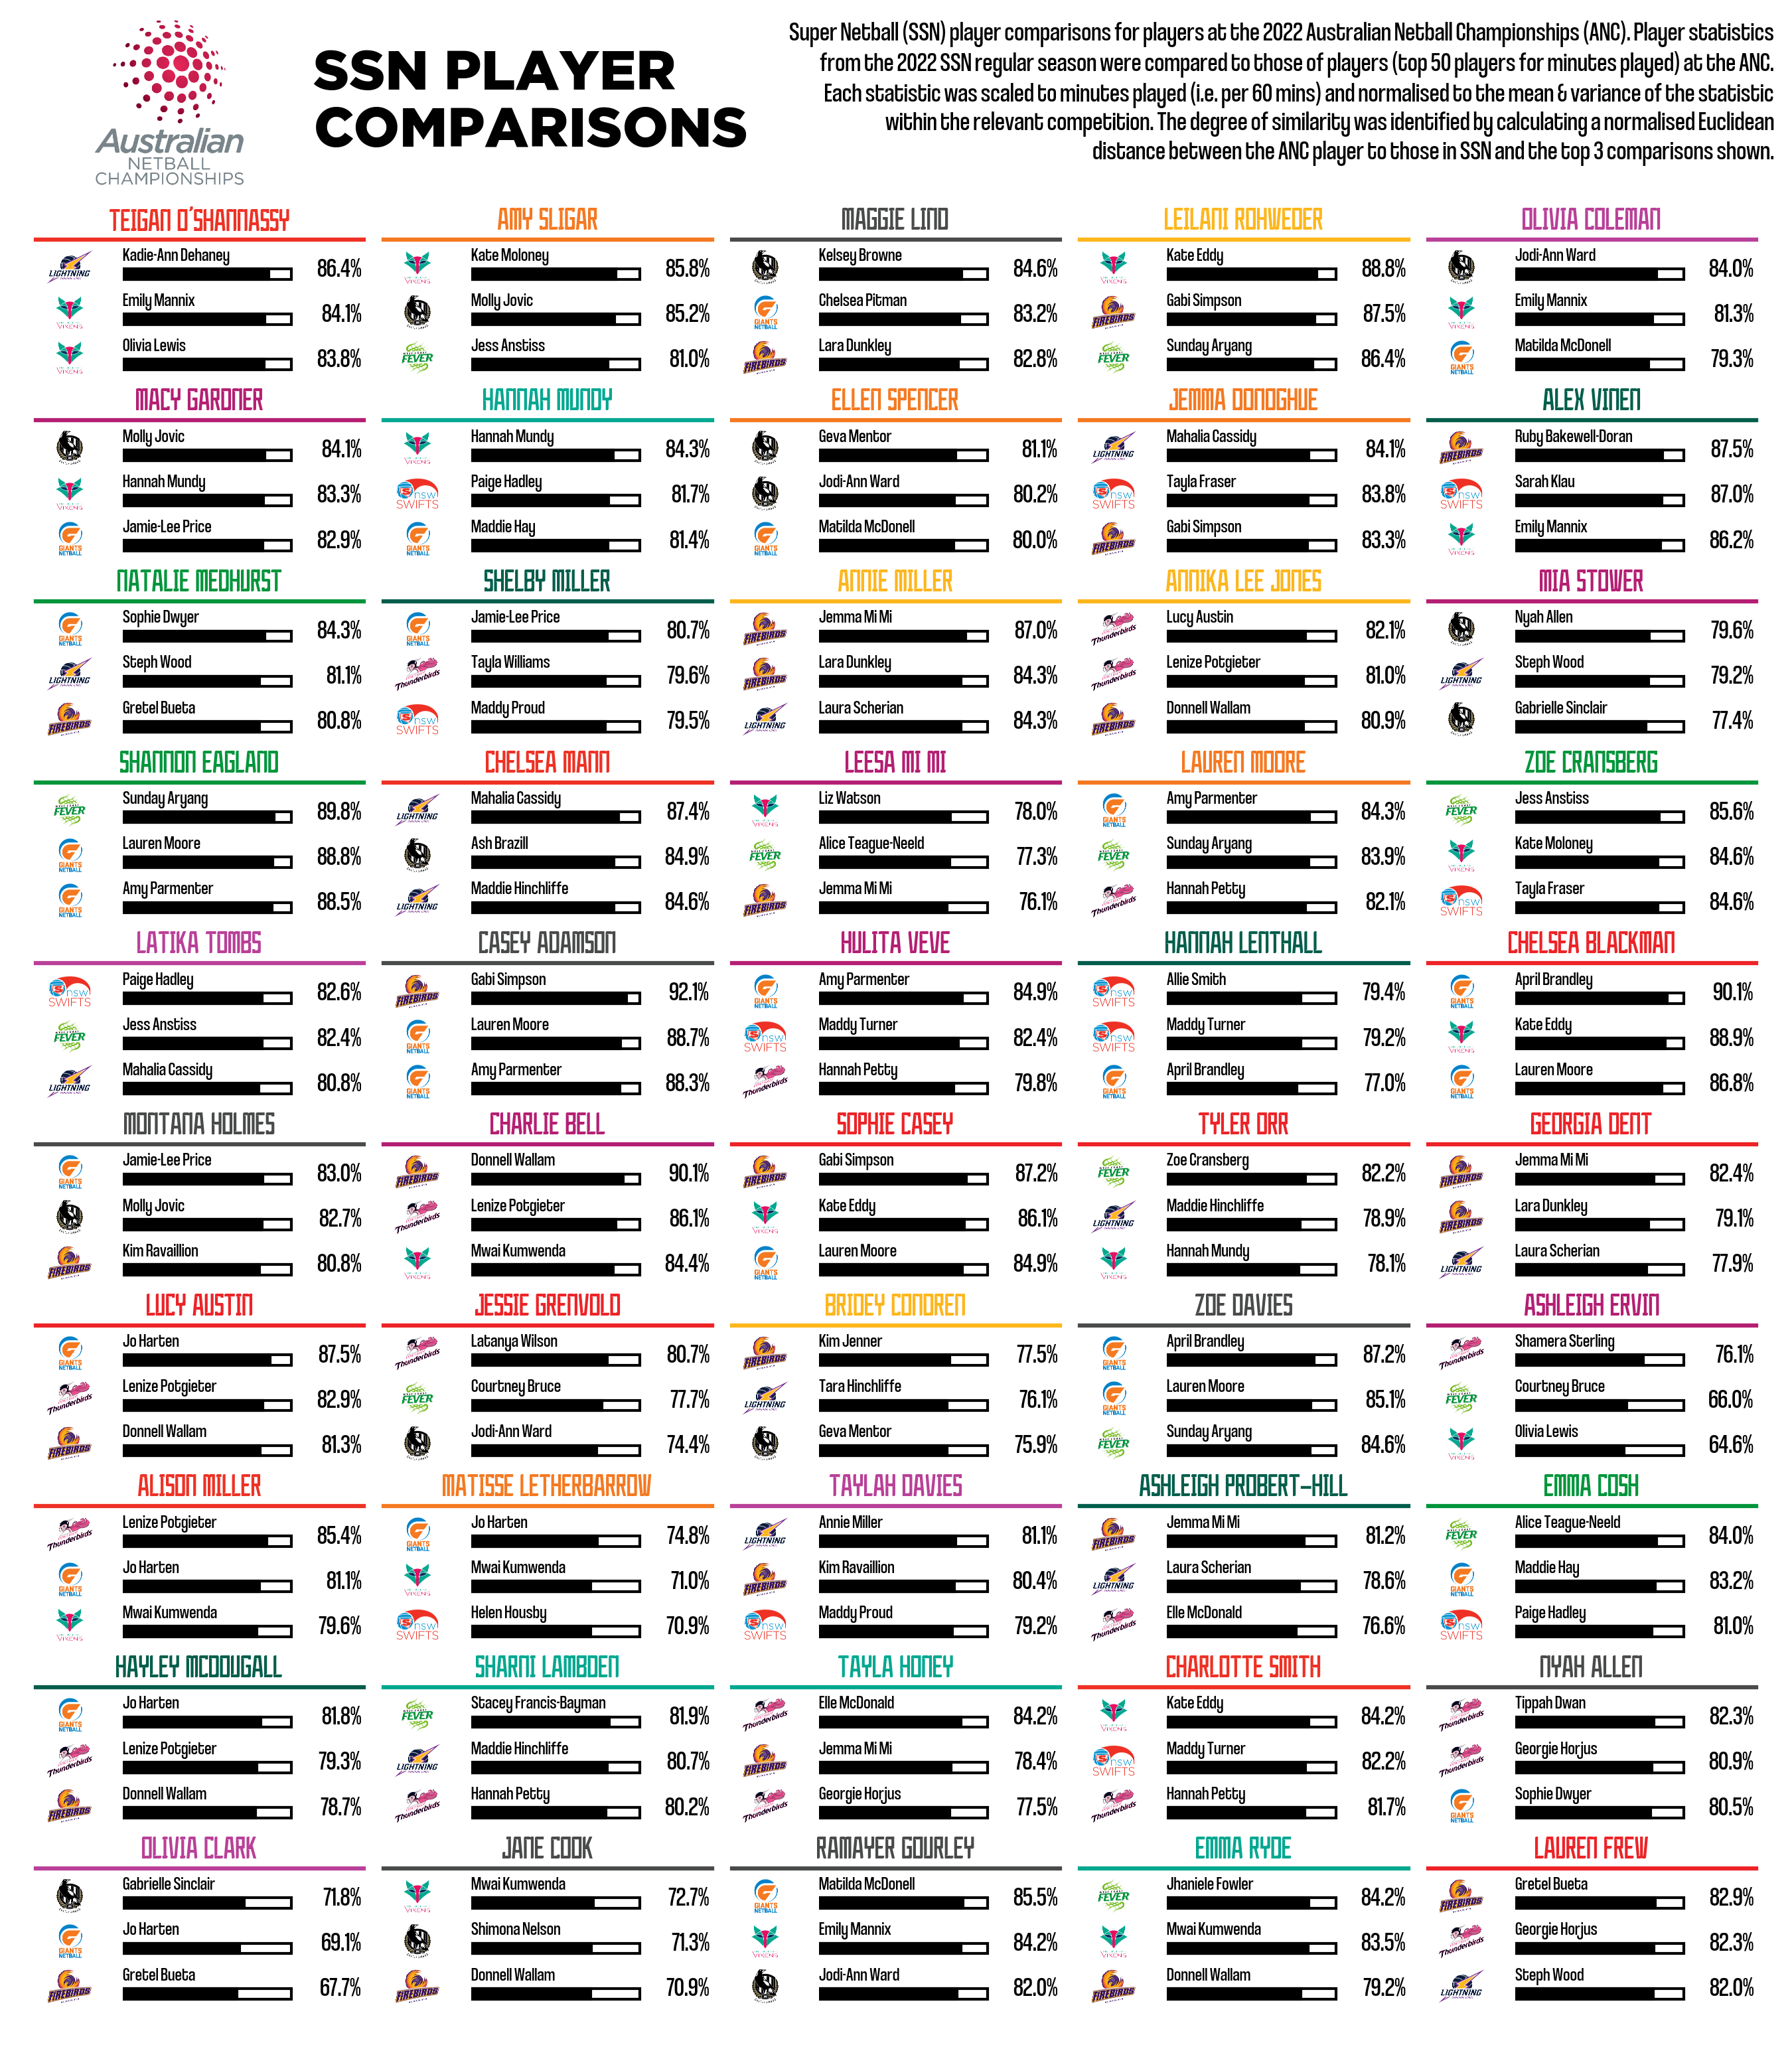 Australian
NETBALL
CHAMPIONSHIPS
SSN PLAYER
COMPARISONS
Super Netball (SSN) player comparisons for players at the 2022 Australian Netball Championships (ANC). Player statistics
from the 2022 SSN regular season were compared to those of players (top 50 players for minutes played) at the ANC.
Each statistic was scaled to minutes played (i.e. per 60 mins) and normalised to the mean & variance of the statistic
within the relevant competition. The degree of similarity was identified by calculating a normalised Euclidean
distance between the ANC player to those in SSN and the top 3 comparisons shown.
TEIGAN O'SHANNASSY
Kadie-Ann Dehaney 86.4%
Emily Mannix 84.1%
Olivia Lewis 83.8%
AMY SLIGAR
Kate Moloney 85.8%
Molly Jovic 85.2%
Jess Anstiss 81.0%
MAGGIE LIND
Kelsey Browne 84.6%
Chelsea Pitman 83.2%
Lara Dunkley 82.8%
LEILANI ROHWEDER
Kate Eddy 88.8%
Gabi Simpson 87.5%
Sunday Aryang 86.4%
OLIVIA COLEMAN
Jodi-Ann Ward 84.0%
Emily Mannix 81.3%
Matilda McDonell 79.3%
MACY GARDNER
Molly Jovic 84.1%
Hannah Mundy 83.3%
Jamie-Lee Price 82.9%
HANNAH MUNDY
Hannah Mundy 84.3%
Paige Hadley 81.7%
Maddie Hay 81.4%
ELLEN SPENCER
Geva Mentor 81.1%
Jodi-Ann Ward 80.2%
Matilda McDonell 80.0%
JEMMA DONOGHUE
Mahalia Cassidy 84.1%
Tayla Fraser 83.8%
Gabi Simpson 83.3%
ALEX VINEN
Ruby Bakewell-Doran 87.5%
Sarah Klau 87.0%
Emily Mannix 86.2%
NATALIE MEDHURST
Sophie Dwyer 84.3%
Steph Wood 81.1%
Gretel Bueta 80.8%
SHELBY MILLER
Jamie-Lee Price 80.7%
Tayla Williams 79.6%
Maddy Proud 79.5%
ANNIE MILLER
Jemma Mi Mi 87.0%
Lara Dunkley 84.3%
Laura Scherian 84.3%
ANNIKA LEE JONES
Lucy Austin 82.1%
Lenize Potgieter 81.0%
Donnell Wallam 80.9%
MIA STOWER
Nyah Allen 79.6%
Steph Wood 79.2%
Gabrielle Sinclair 77.4%
SHANNON EAGLAND
Sunday Aryang 89.8%
Lauren Moore 88.8%
Amy Parmenter 88.5%
CHELSEA MANN
Mahalia Cassidy 87.4%
Ash Brazill 84.9%
Maddie Hinchliffe 84.6%
LEESA MI MI
Liz Watson 78.0%
Alice Teague-Neeld 77.3%
Jemma Mi Mi 76.1%
LAUREN MOORE
Amy Parmenter 84.3%
Sunday Aryang 83.9%
Hannah Petty 82.1%
ZOE CRANSBERG
Jess Anstiss 85.6%
Kate Moloney 84.6%
Tayla Fraser 84.6%
LATIKA TOMBS
Paige Hadley 82.6%
Jess Anstiss 82.4%
Mahalia Cassidy 80.8%
CASEY ADAMSON
Gabi Simpson 92.1%
Lauren Moore 88.7%
Amy Parmenter 88.3%
HULITA VEVE
Amy Parmenter 84.9%
Maddy Turner 82.4%
Hannah Petty 79.8%
HANNAH LENTHALL
Allie Smith 79.4%
Maddy Turner 79.2%
April Brandley 77.0%
CHELSEA BLACKMAN
April Brandley 90.1%
Kate Eddy 88.9%
Lauren Moore 86.8%
MONTANA HOLMES
Jamie-Lee Price 83.0%
Molly Jovic 82.7%
Kim Ravaillion 80.8%
CHARLIE BELL
Donnell Wallam 90.1%
Lenize Potgieter 86.1%
Mwai Kumwenda 84.4%
SOPHIE CASEY
Gabi Simpson 87.2%
Kate Eddy 86.1%
Lauren Moore 84.9%
TYLER ORR
Zoe Cransberg 82.2%
Maddie Hinchliffe 78.9%
Hannah Mundy 78.1%
GEORGIA DENT
Jemma Mi Mi 82.4%
Lara Dunkley 79.1%
Laura Scherian 77.9%
LUCY AUSTIN
Jo Harten 87.5%
Lenize Potgieter 82.9%
Donnell Wallam 81.3%
JESSIE GRENVOLD
Latanya Wilson 80.7%
Courtney Bruce 77.7%
Jodi-Ann Ward 74.4%
BRIDEY CONDREN
Kim Jenner 77.5%
Tara Hinchliffe 76.1%
Geva Mentor 75.9%
ZOE DAVIES
April Brandley 87.2%
Lauren Moore 85.1%
Sunday Aryang 84.6%
ASHLEIGH ERVIN
Shamera Sterling 76.1%
Courtney Bruce 66.0%
Olivia Lewis 64.6%
ALISON MILLER
Lenize Potgieter 85.4%
Jo Harten 81.1%
Mwai Kumwenda 79.6%
MATISSE LETHERBARROW
Jo Harten 74.8%
Mwai Kumwenda 71.0%
Helen Housby 70.9%
TAYLAH DAVIES
Annie Miller 81.1%
Kim Ravaillion 80.4%
Maddy Proud 79.2%
ASHLEIGH PROBERT-HILL
Jemma Mi Mi 81.2%
Laura Scherian 78.6%
Elle McDonald 76.6%
EMMA COSH
Alice Teague-Neeld 84.0%
Maddie Hay 83.2%
Paige Hadley 81.0%
HAYLEY MCDOUGALL
Jo Harten 81.8%
Lenize Potgieter 79.3%
Donnell Wallam 78.7%
SHARNI LAMBDEN
Stacey Francis-Bayman 81.9%
Maddie Hinchliffe 80.7%
Hannah Petty 80.2%
TAYLA HONEY
Elle McDonald 84.2%
Jemma Mi Mi 78.4%
Georgie Horjus 77.5%
CHARLOTTE SMITH
Kate Eddy 84.2%
Maddy Turner 82.2%
Hannah Petty 81.7%
NYAH ALLEN
Tippah Dwan 82.3%
Georgie Horjus 80.9%
Sophie Dwyer 80.5%
OLIVIA CLARK
Gabrielle Sinclair 71.8%
Jo Harten 69.1%
Gretel Bueta 67.7%
JANE COOK
Mwai Kumwenda 72.7%
Shimona Nelson 71.3%
Donnell Wallam 70.9%
RAMAYER GOURLEY
Matilda McDonell 85.5%
Emily Mannix 84.2%
Jodi-Ann Ward 82.0%
EMMA RYDE
Jhaniele Fowler 84.2%
Mwai Kumwenda 83.5%
Donnell Wallam 79.2%
LAUREN FREW
Gretel Bueta 82.9%
Georgie Horjus 82.3%
Steph Wood 82.0%